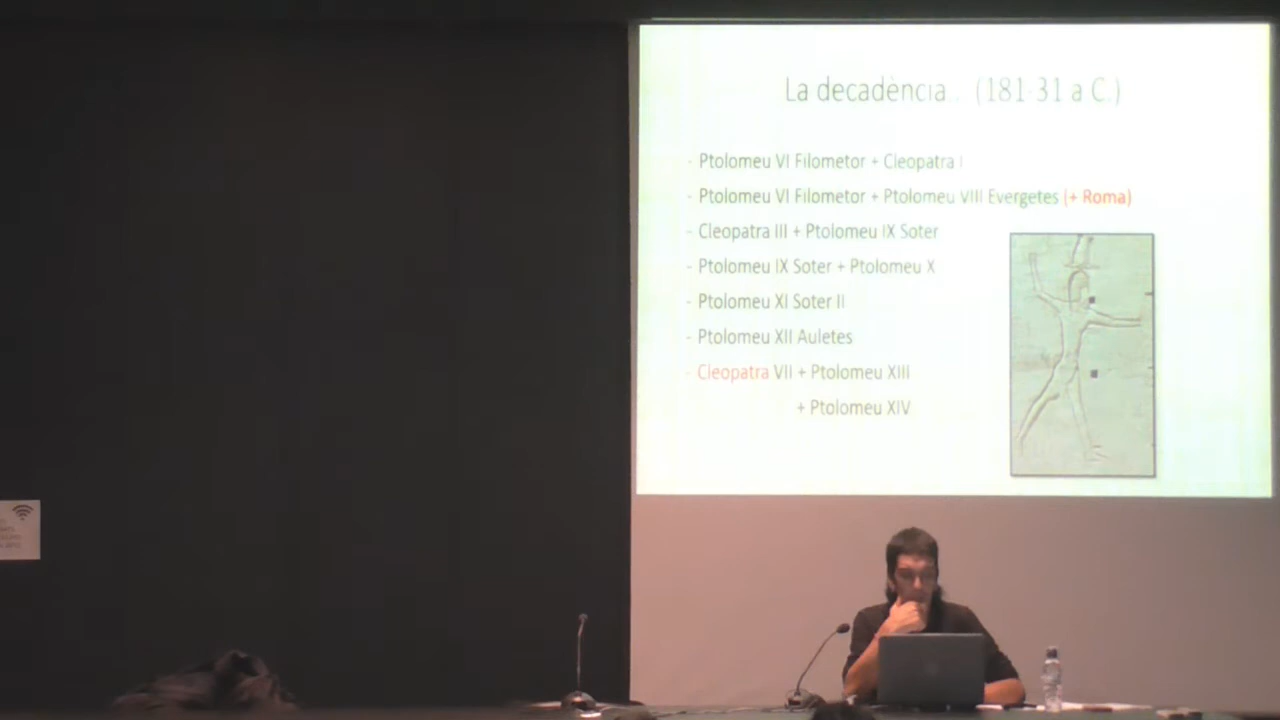 La decadència... (181-31 a C.)
- Ptolomeu VI Filometor + Cleopatra I
- Ptolomeu VI Filometor + Ptolomeu VIII Evergetes (+ Roma)
- Cleopatra III + Ptolomeu IX Soter
- Ptolomeu IX Soter + Ptolomeu X
- Ptolomeu XI Soter II
- Ptolomeu XII Auletes
- Cleopatra VII + Ptolomeu XIII
+ Ptolomeu XIV